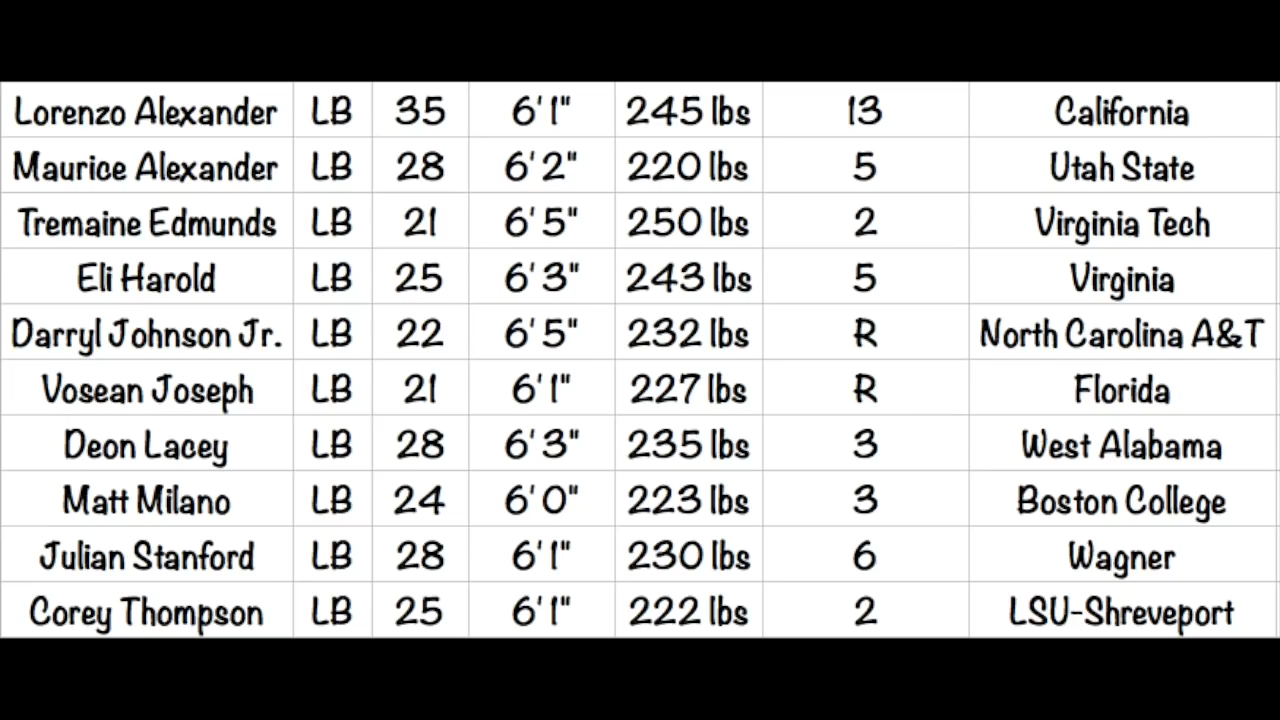 Lorenzo Alexander LB 35 6'1" 245 lbs 13 California
Maurice Alexander LB 28 6'2" 220 lbs 5 Utah State
Tremaine Edmunds LB 21 6'5" 250 lbs 2 Virginia Tech
Eli Harold LB 25 6'3" 243 lbs 5 Virginia
Darryl Johnson Jr. LB 22 6'5" 232 lbs R North Carolina A&T
Vosean Joseph LB 21 6'1" 227 lbs R Florida
Deon Lacey LB 28 6'3" 235 lbs 3 West Alabama
Matt Milano LB 24 6'0" 223 lbs 3 Boston College
Julian Stanford LB 28 6'1" 230 lbs 6 Wagner
Corey Thompson LB 25 6'1" 222 lbs 2 LSU-Shreveport